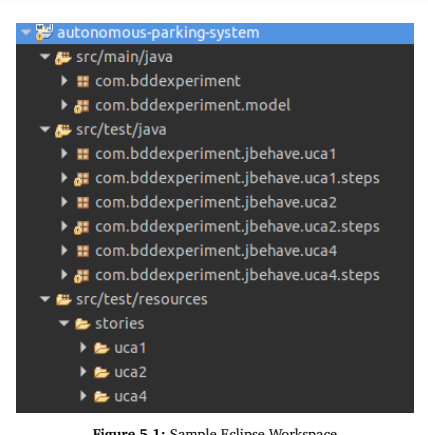 autonomous-parking-system
src/main/java
com.bddexperiment
com.bddexperiment.model
src/test/java
com.bddexperiment.jbehave.uca1
com.bddexperiment.jbehave.uca1.steps
com.bddexperiment.jbehave.uca2
com.bddexperiment.jbehave.uca2.steps
com.bddexperiment.jbehave.uca4
com.bddexperiment.jbehave.uca4.steps
src/test/resources
stories
uca1
uca2
uca4
Figure 5.1: Sample Eclipse Workspace